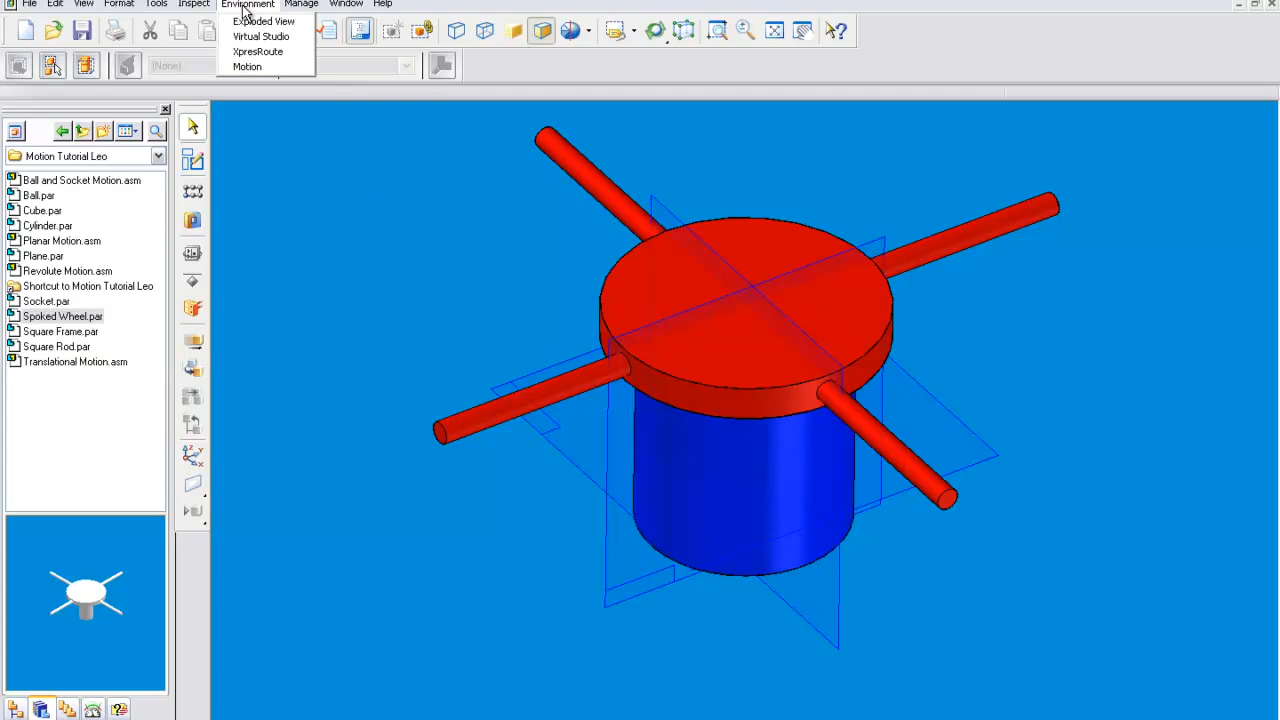 File Edit View Format Tools Inspect Environment Manage Window Help
Exploded View
Virtual Studio
XpresRoute
Motion
(None)
Motion Tutorial Leo
Ball and Socket Motion.asm
Ball.par
Cube.par
Cylinder.par
Planar Motion.asm
Plane.par
Revolute Motion.asm
Shortcut to Motion Tutorial Leo
Socket.par
Spoked Wheel.par
Square Frame.par
Square Rod.par
Translational Motion.asm